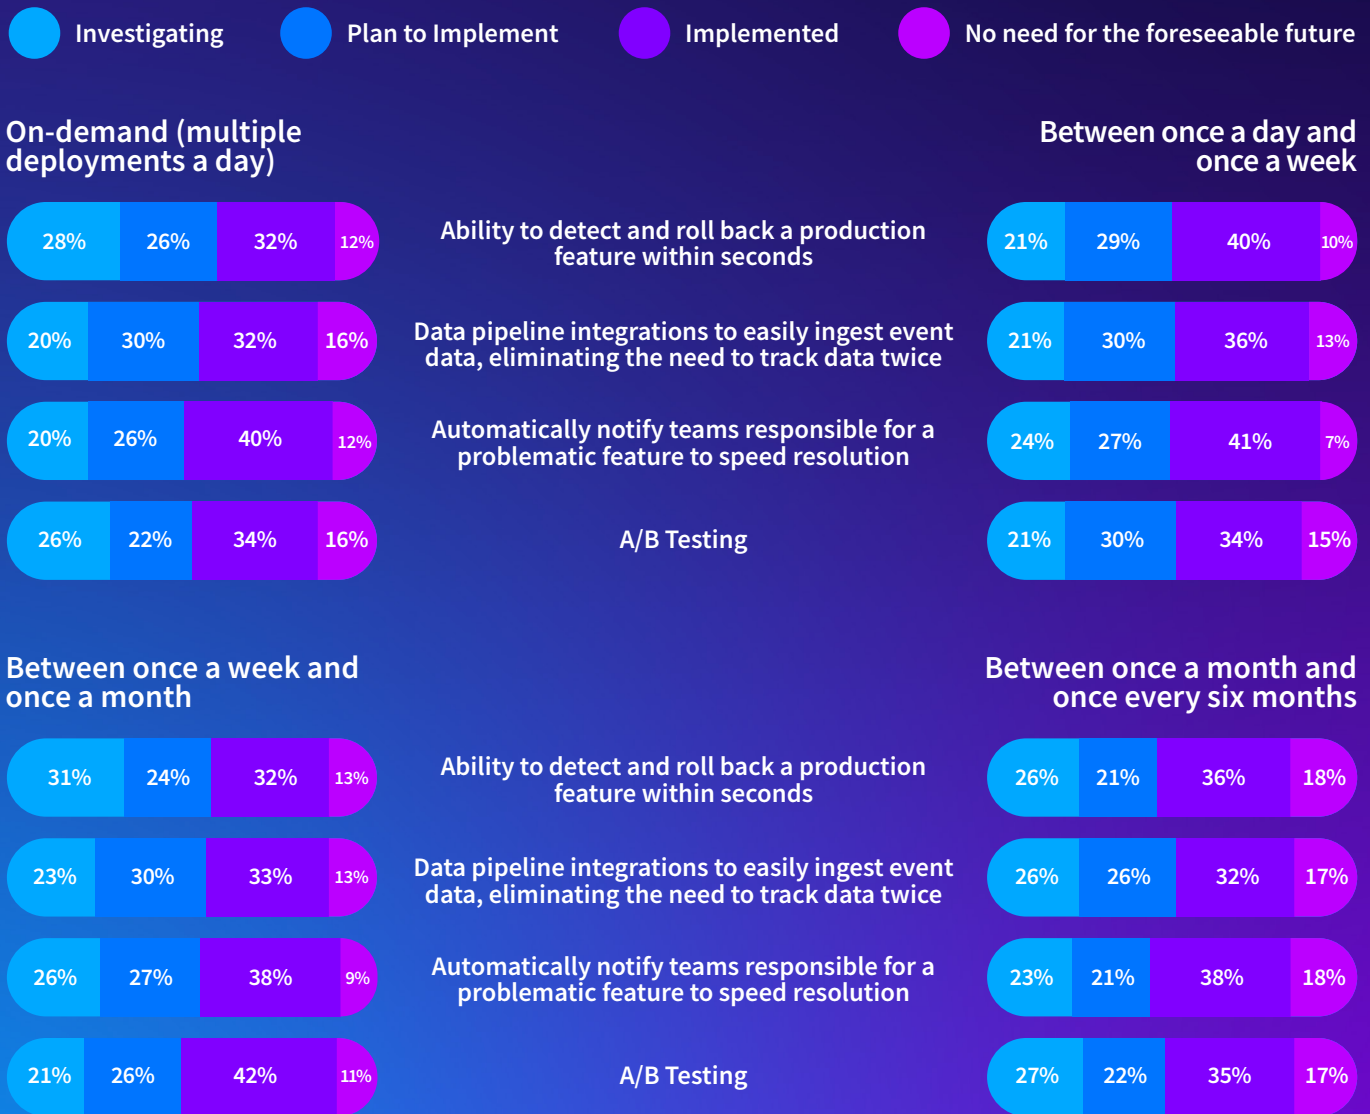 Investigating
Plan to Implement
Implemented
No need for the foreseeable future
On-demand (multiple
deployments a day)
Between once a day and
once a week
28% 26% 32% 12%
Ability to detect and roll back a production
feature within seconds
21% 29% 40% 10%
20% 30% 32% 16%
Data pipeline integrations to easily ingest event
data, eliminating the need to track data twice
21% 30% 36% 13%
20% 26% 40% 12%
Automatically notify teams responsible for a
problematic feature to speed resolution
24% 27% 41% 7%
26% 22% 34% 16%
A/B Testing
21% 30% 34% 15%
Between once a week and
once a month
Between once a month and
once every six months
31% 24% 32% 13%
Ability to detect and roll back a production
feature within seconds
26% 21% 36% 18%
23% 30% 33% 13%
Data pipeline integrations to easily ingest event
data, eliminating the need to track data twice
26% 26% 32% 17%
26% 27% 38% 9%
Automatically notify teams responsible for a
problematic feature to speed resolution
23% 21% 38% 18%
21% 26% 42% 11%
A/B Testing
27% 22% 35% 17%